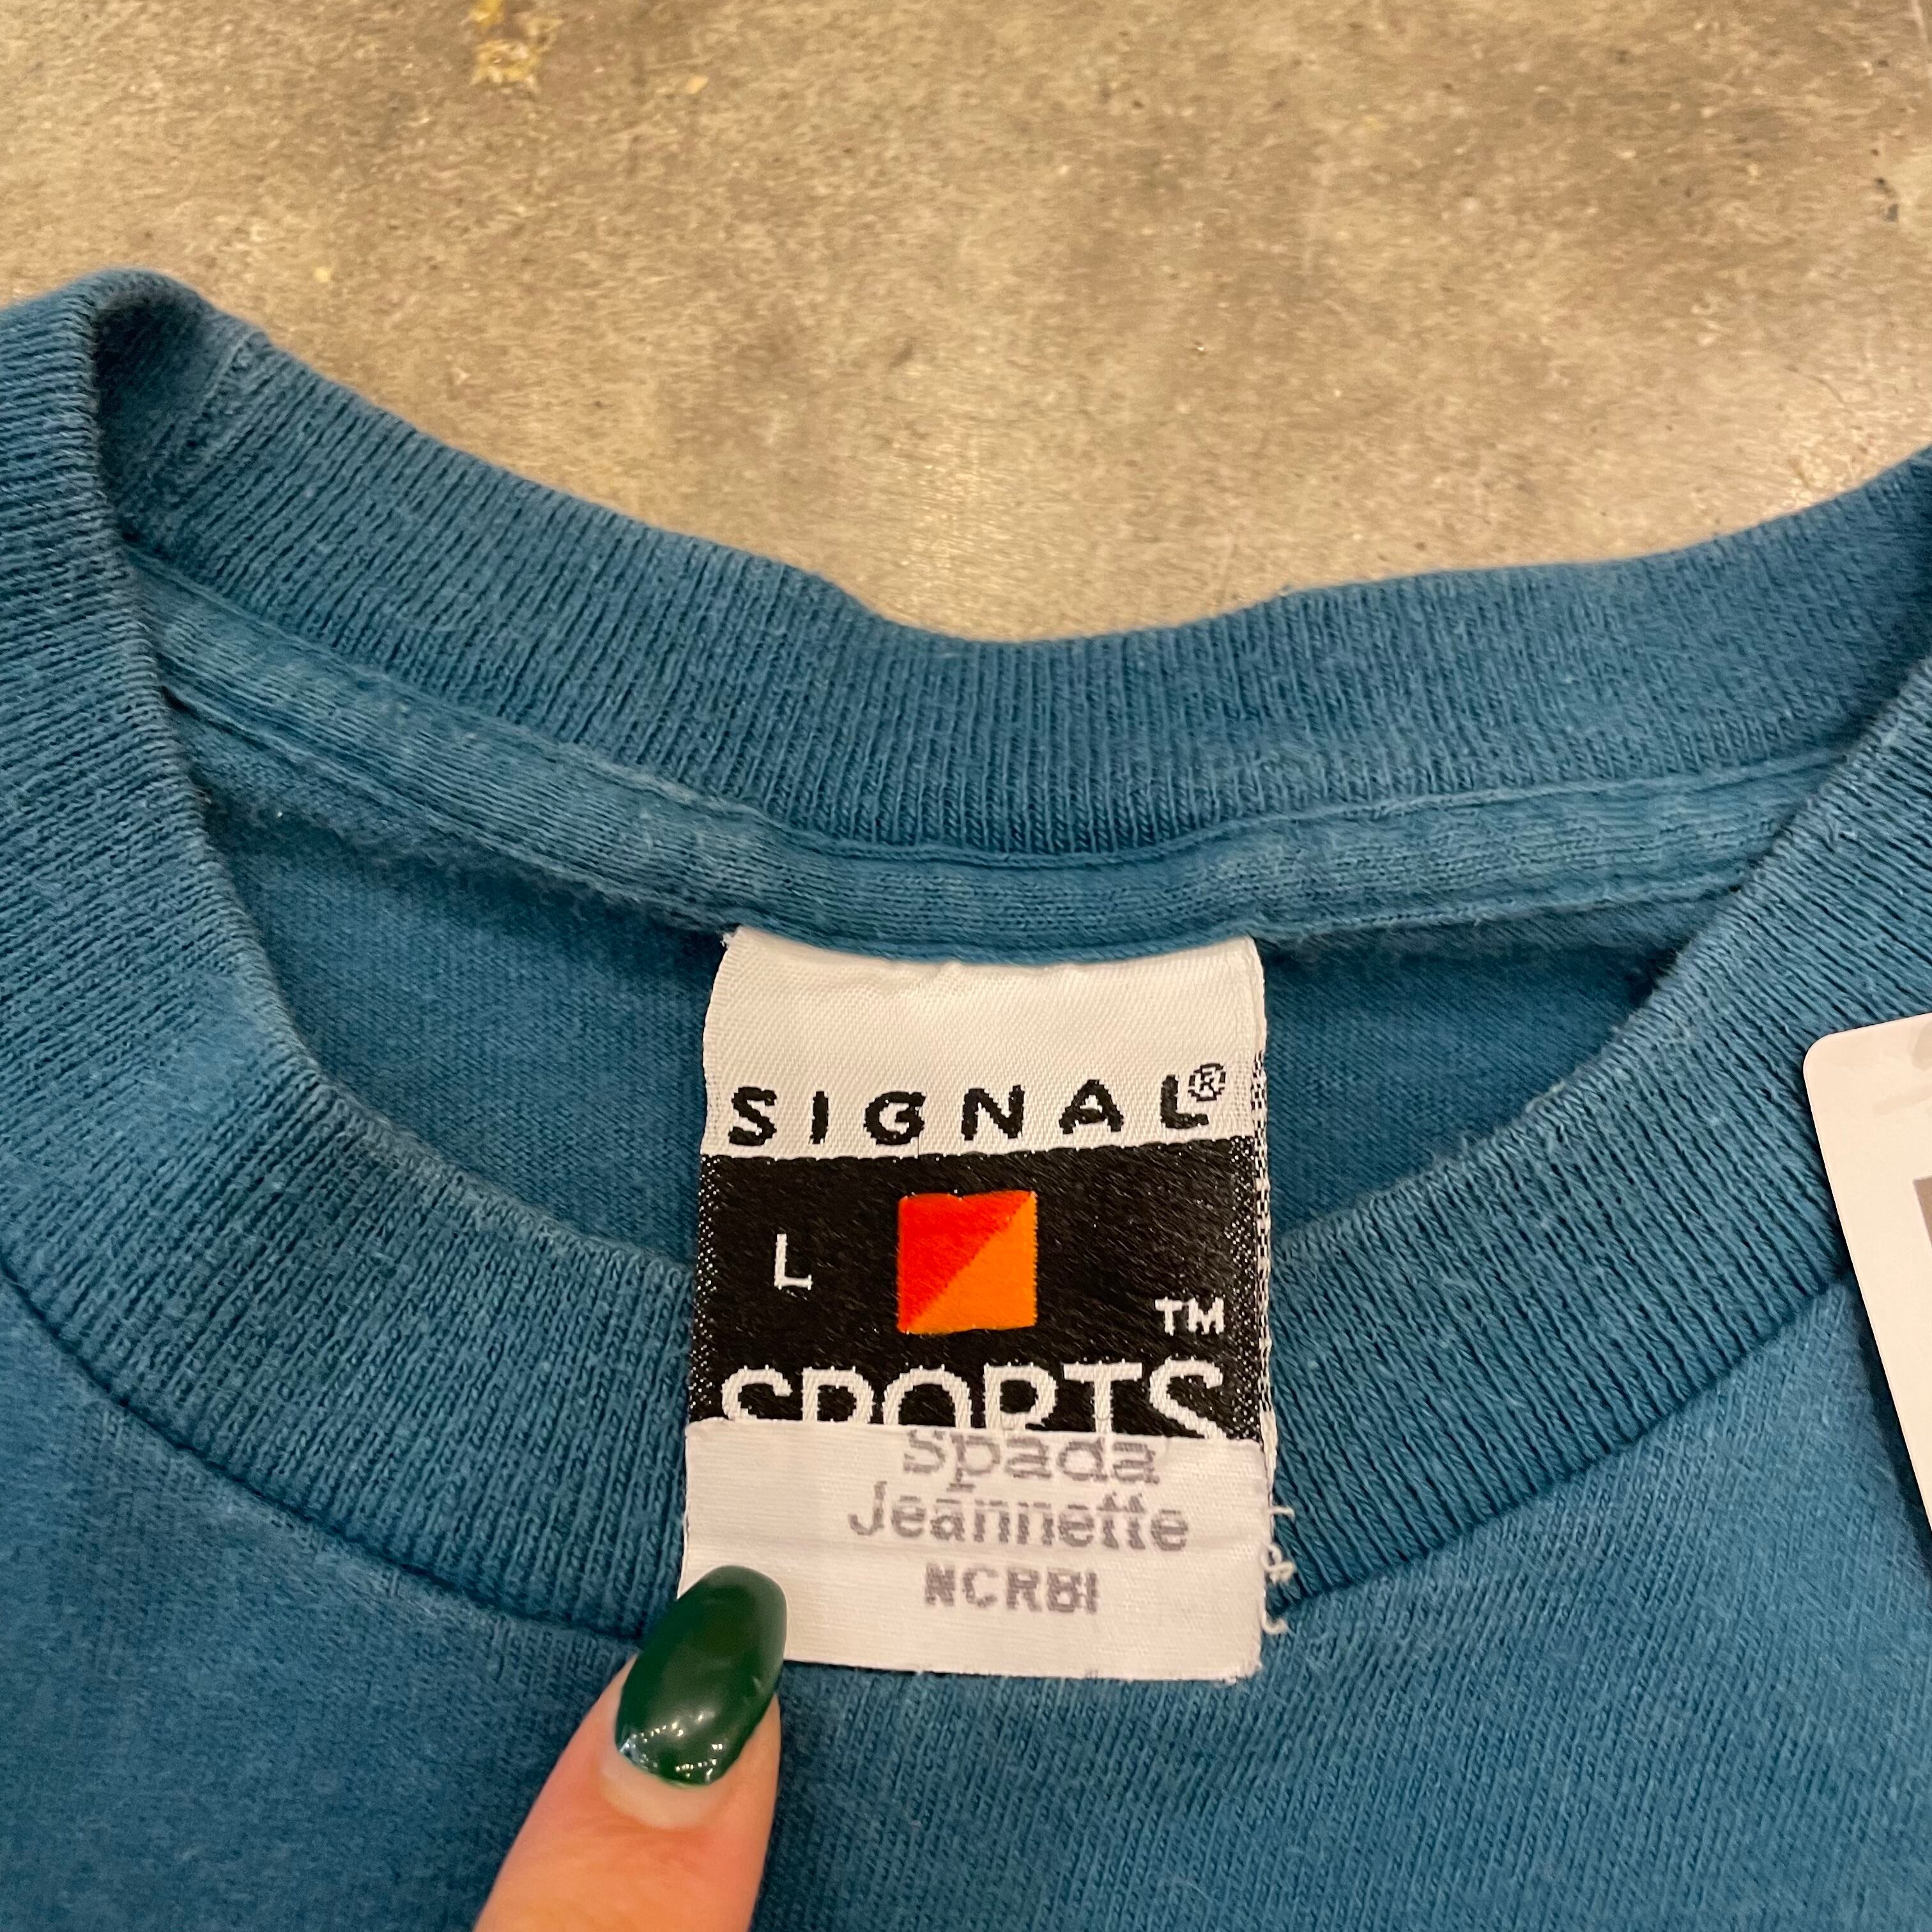 SIGNAL®
L
TM
SPORTS
Spada
Jeannette
NCRBI